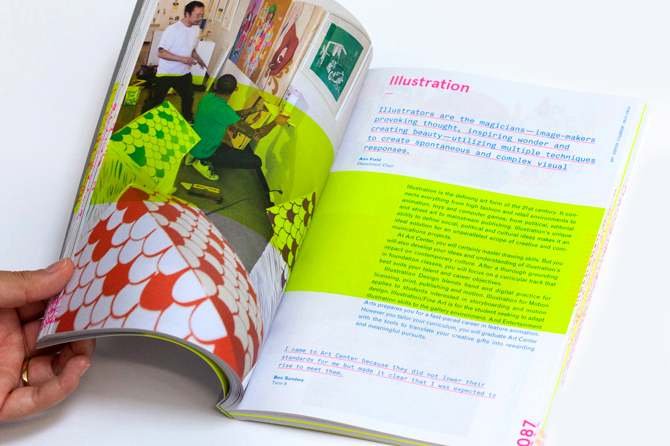 Illustration
Illustrators are the magicians—image-makers
provoking thought, inspiring wonder and
creating beauty—utilizing multiple techniques
to create spontaneous and complex visual
responses.
Ann Field
Department Chair
Illustration is the defining art form of the 21st century. It con-
nects everything from high fashion and retail environments to
animation, toys and computer games; from political, editorial
and street art to mainstream publishing. Illustration's unique
ability to define social, political and cultural ideas makes it an
ideal solution for an unparalleled scope of creative and com-
munications projects.
At Art Center, you will certainly master drawing skills. But you
will also develop your ideas and understanding of illustration's
impact on contemporary culture. After a thorough grounding
in foundation classes, you will focus on a curricular track that
best suits your talent and career objectives.
Illustration Design blends hand and digital practice for
licensing, print, publishing and motion. Illustration for Motion
applies to students interested in storyboarding and motion
design. Illustration/Fine Art is for the student seeking to adapt
illustration skills to the gallery environment. And Entertainment
Arts prepares you for a fast-paced career in feature animation.
However you tailor your curriculum, you will graduate Art Center
with the tools to translate your creative gifts into rewarding
and meaningful pursuits.
I came to Art Center because they did not lower their
standards for me but made it clear that I was expected to
rise to meet them.
Ben Sanders
Term 8
087